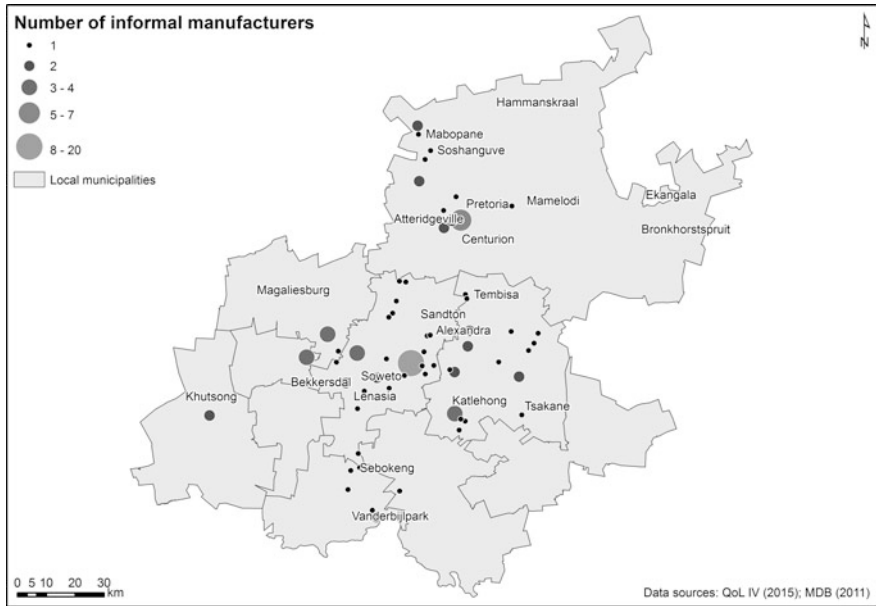 Number of informal manufacturers
1
2
3 - 4
5 - 7
8 - 20
Local municipalities
N
Hammanskraal
Mabopane
Soshanguve
Ekangala
Pretoria
Mamelodi
Atteridgeville
Bronkhorstspruit
Centurion
Magaliesburg
Tembisa
Sandton
Alexandra
Bekkersdal
Soweto
Khutsong
Lenasia
Katlehong
Tsakane
Sebokeng
Vanderbijlpark
0 5 10 20 30
km
Data sources: QoL IV (2015); MDB (2011)